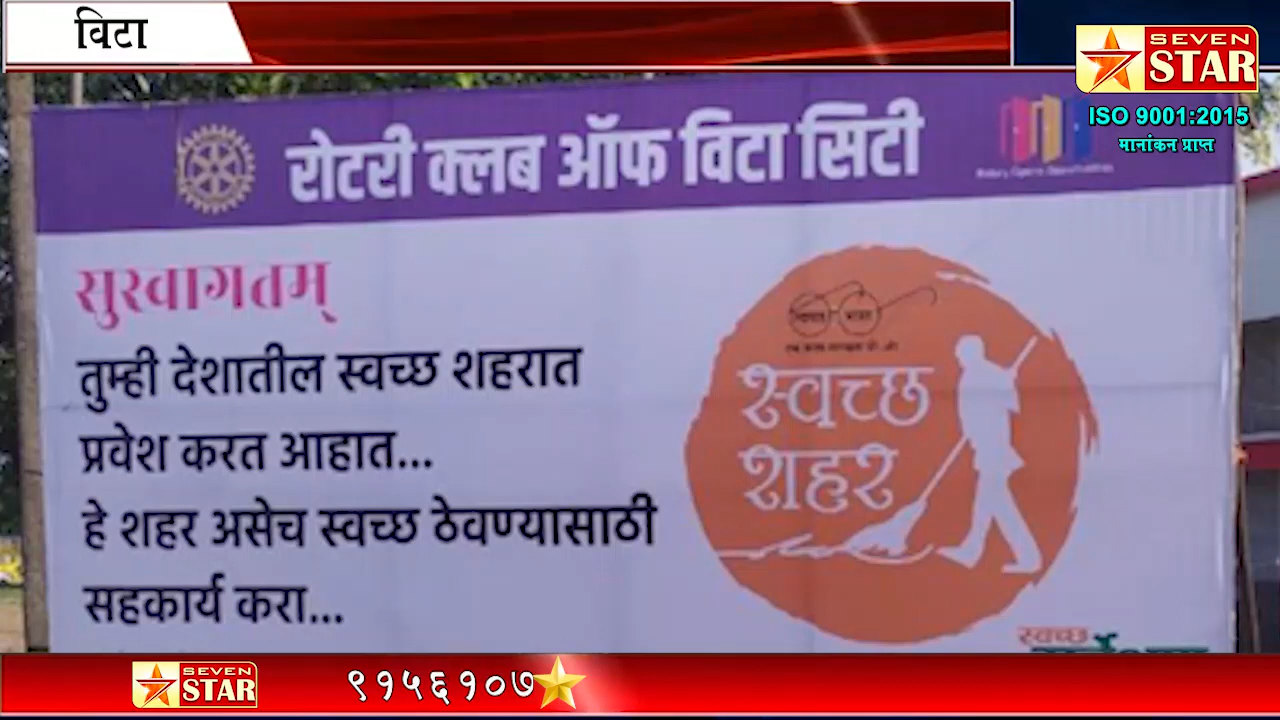 विटा
SEVEN
STAR
ISO 9001:2015
मानांकन प्राप्त
रोटरी क्लब ऑफ विटा सिटी
सुस्वागतम्
तुम्ही देशातील स्वच्छ शहरात
प्रवेश करत आहात...
हे शहर असेच स्वच्छ ठेवण्यासाठी
सहकार्य करा...
स्वच्छ
शहर
स्वच्छ
SEVEN
STAR
९१५६१०७